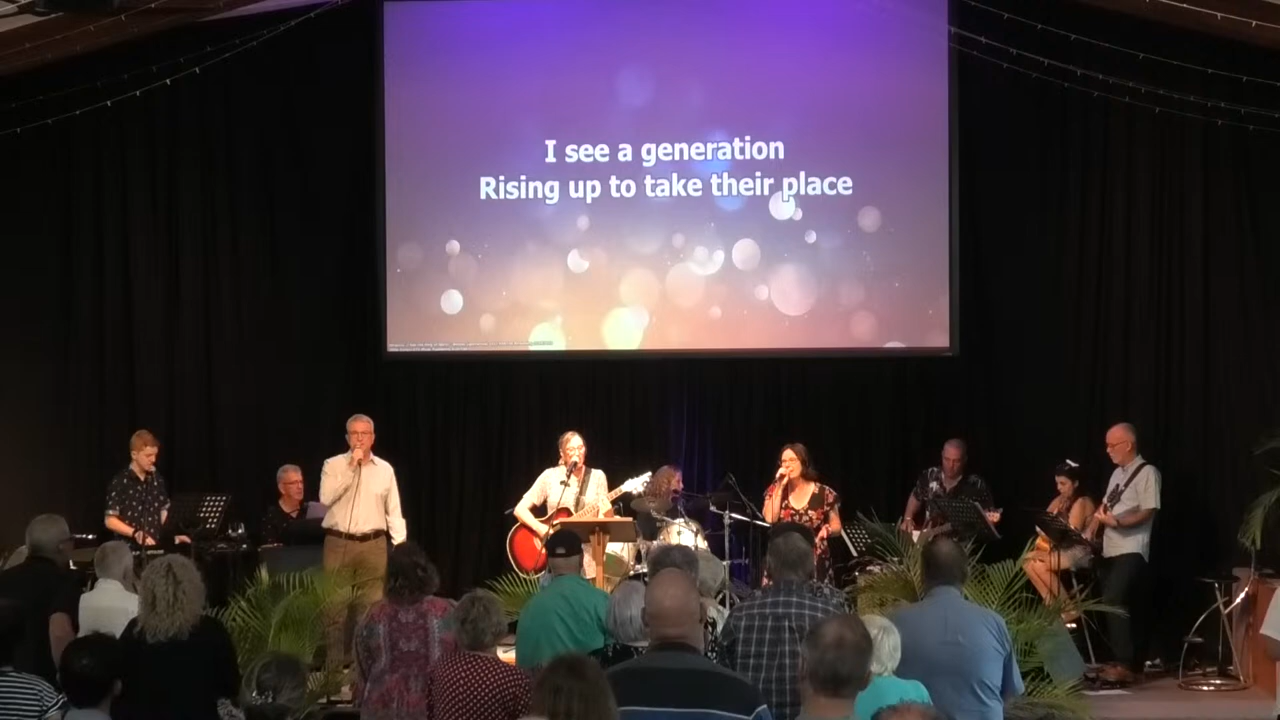 I see a generation
Rising up to take their place